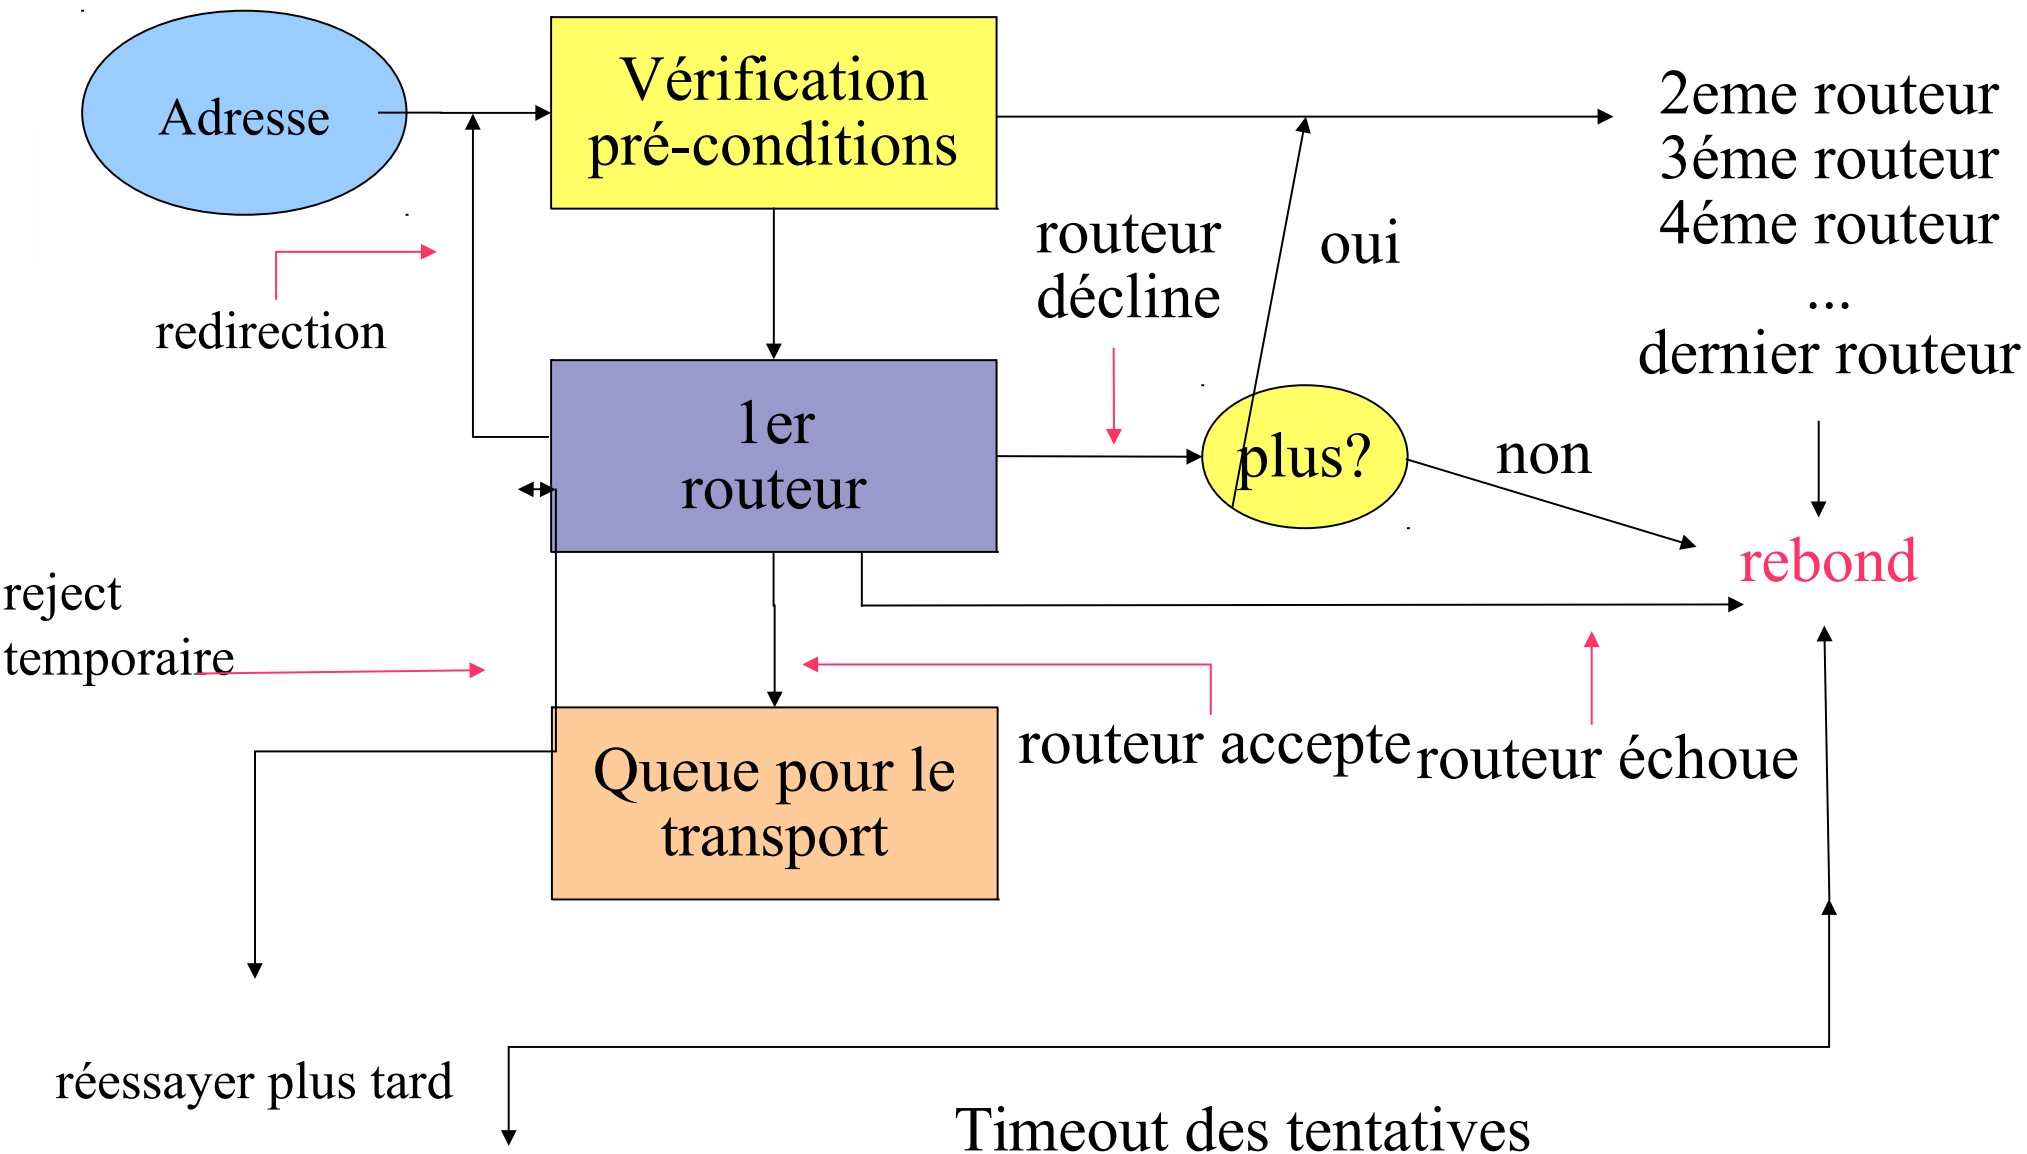 Adresse
Vérification
pré-conditions
2eme routeur
3éme routeur
4éme routeur
...
dernier routeur
routeur
décline
oui
redirection
1er
routeur
plus?
non
rebond
reject
temporaire
Queue pour le
transport
routeur accepte
routeur échoue
réessayer plus tard
Timeout des tentatives